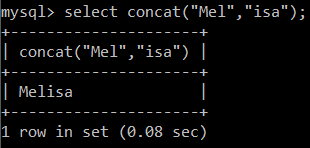 mysql> select concat("Mel","isa");
+---------------------+
| concat("Mel","isa") |
+---------------------+
| Melisa              |
+---------------------+
1 row in set (0.08 sec)